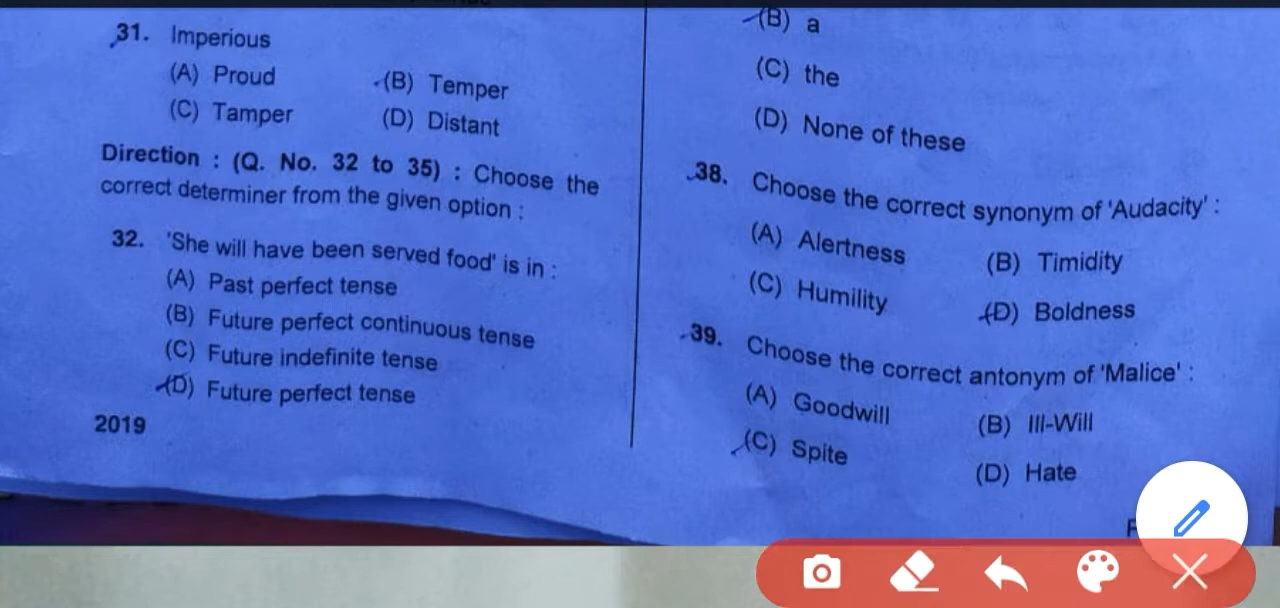 31. Imperious
(A) Proud
(B) Temper
(C) Tamper
(D) Distant
Direction : (Q. No. 32 to 35) : Choose the
correct determiner from the given option :
32. 'She will have been served food' is in :
(A) Past perfect tense
(B) Future perfect continuous tense
(C) Future indefinite tense
(D) Future perfect tense
2019
(B) a
(C) the
(D) None of these
38. Choose the correct synonym of 'Audacity' :
(A) Alertness
(B) Timidity
(C) Humility
(D) Boldness
39. Choose the correct antonym of 'Malice' :
(A) Goodwill
(B) Ill-Will
(C) Spite
(D) Hate